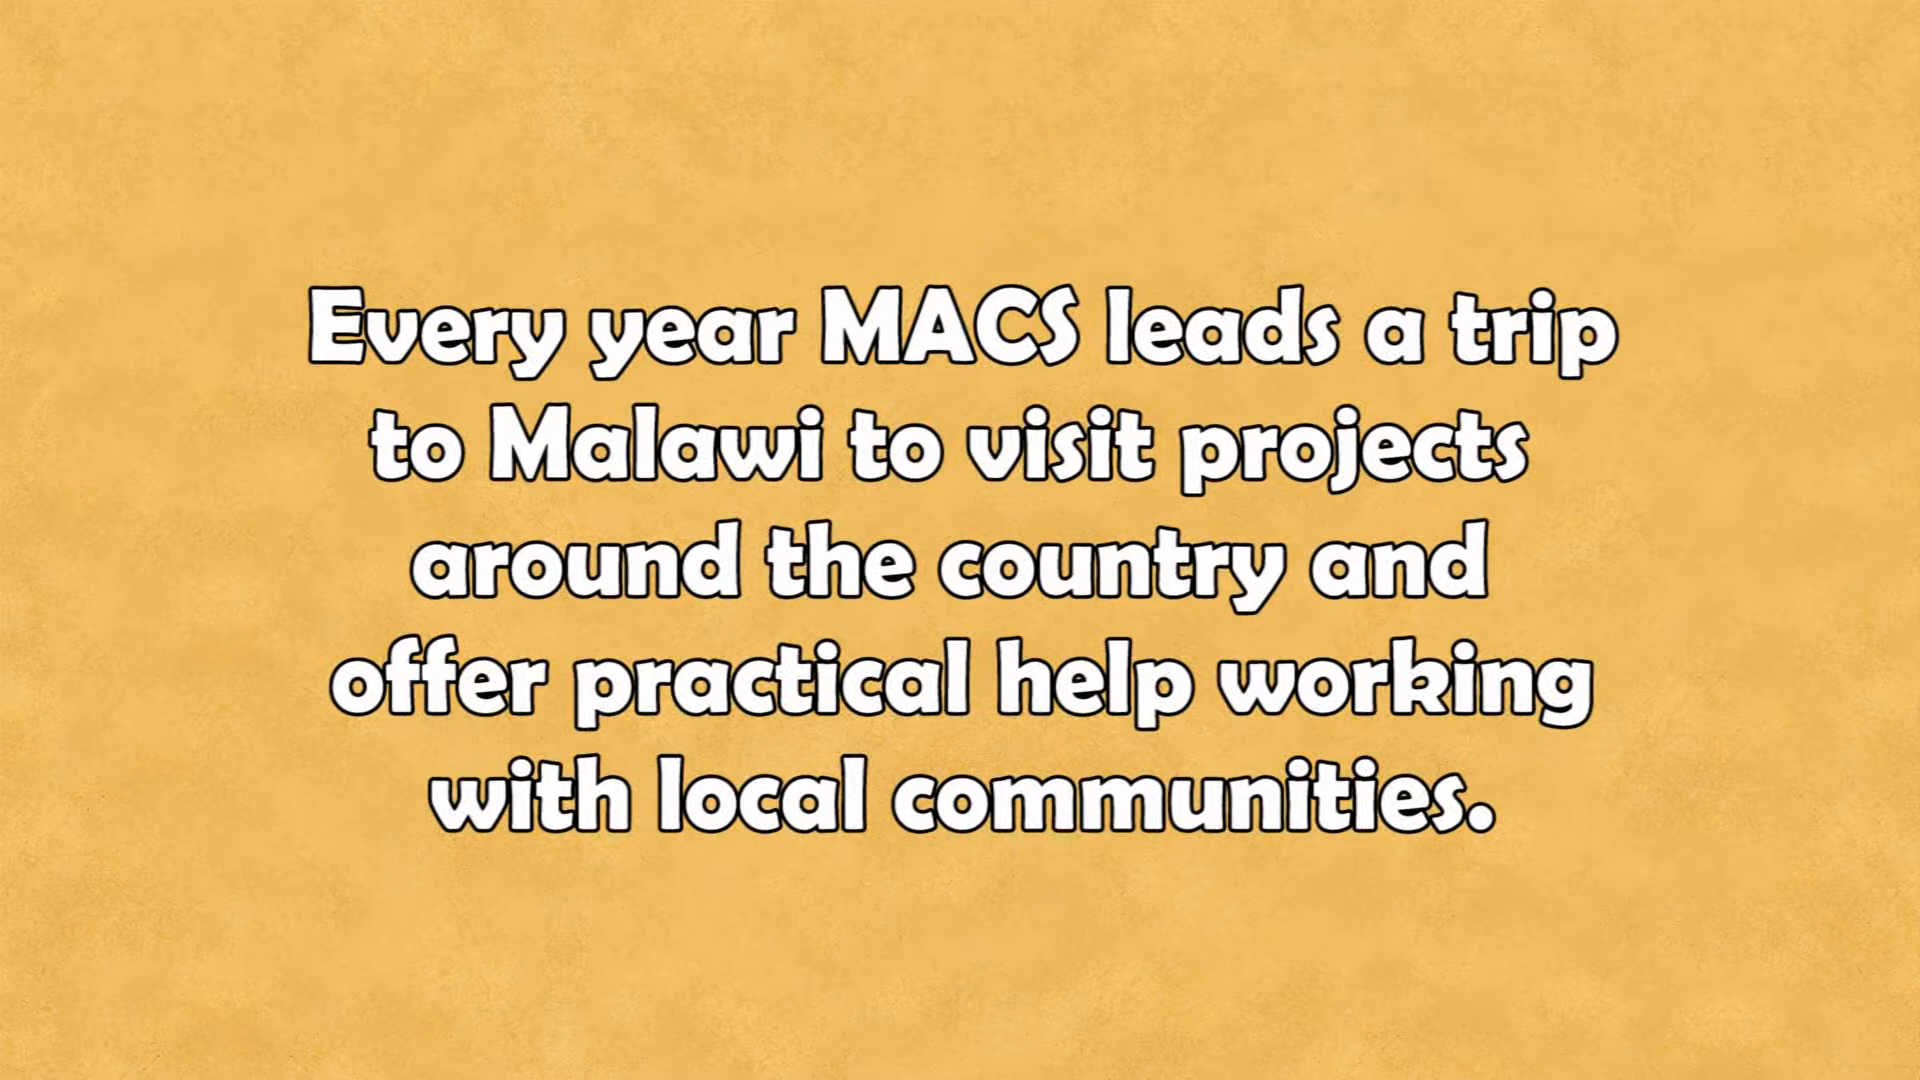 Every year MACS leads a trip
to Malawi to visit projects
around the country and
offer practical help working
with local communities.